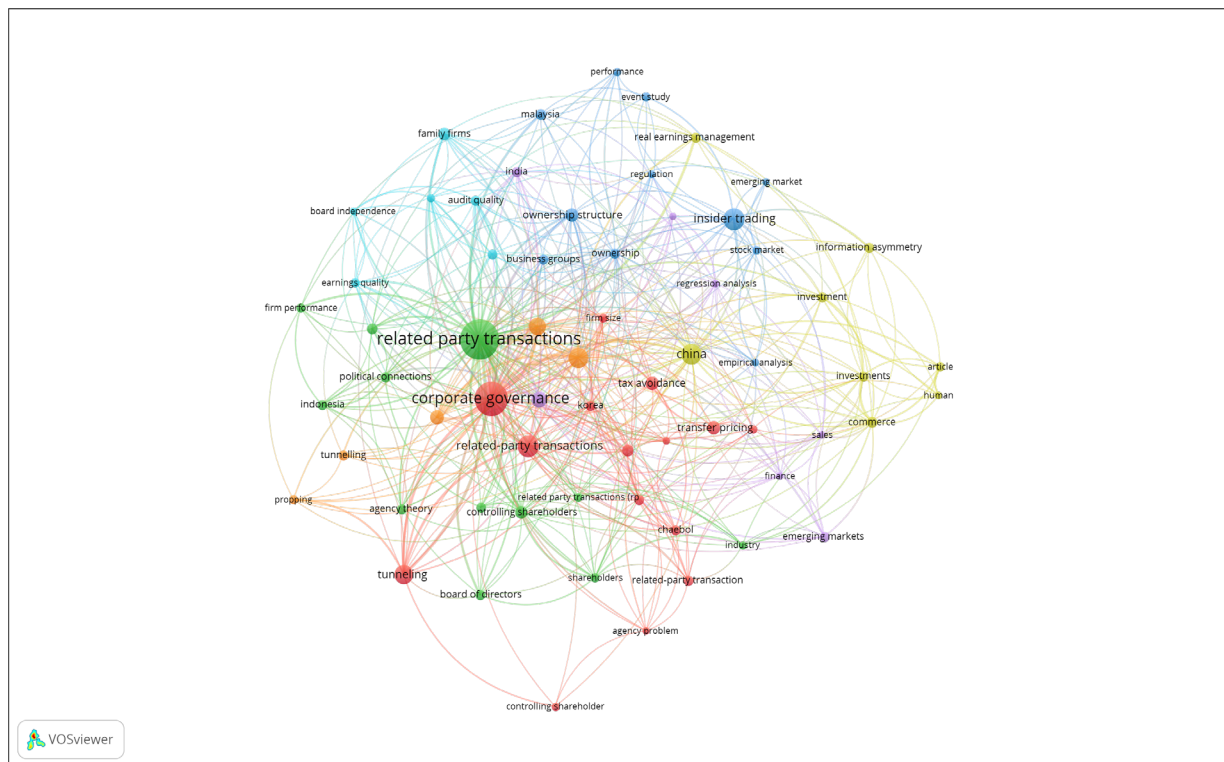 performance
event study
malaysia
family firms
real earnings management
india
regulation
emerging market
audit quality
board independence
ownership structure
insider trading
information asymmetry
stock market
ownership
business groups
earnings quality
regression analysis
investment
firm performance
firm size
related party transactions
china
empirical analysis
article
political connections
investments
tax avoidance
human
corporate governance
indonesia
korea
commerce
transfer pricing
sales
related-party transactions
tunnelling
finance
propping
related party transactions (rp
agency theory
controlling shareholders
chaebol
emerging markets
industry
tunneling
shareholders
related-party transaction
board of directors
agency problem
controlling shareholder
VOSviewer